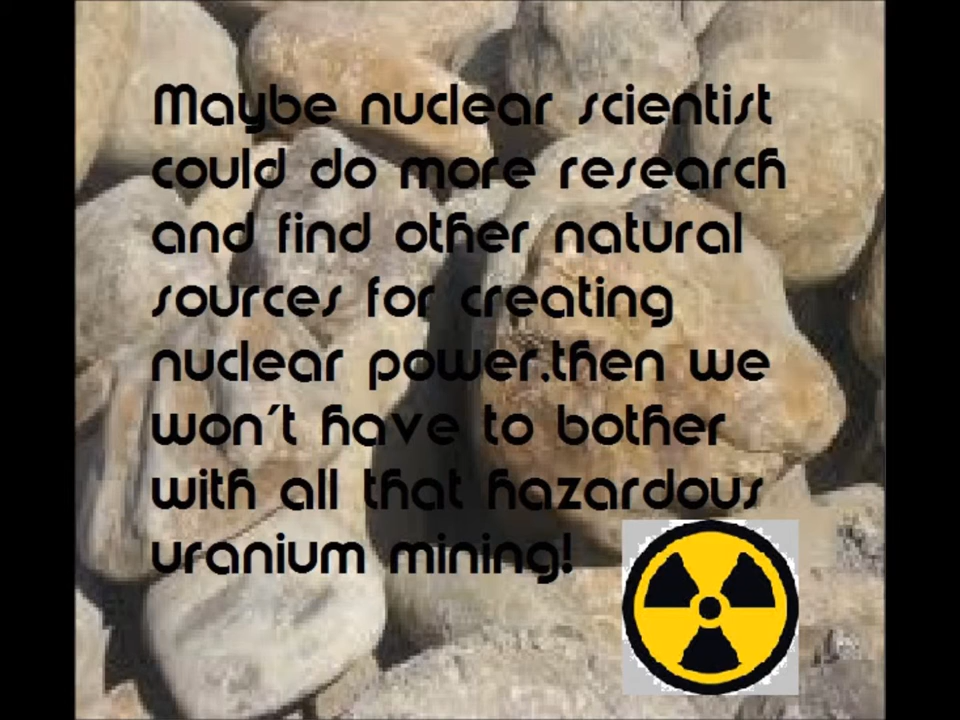 Maybe nuclear scientist
could do more research
and find other natural
sources for creating
nuclear power.then we
won't have to bother
with all that hazardous
uranium mining!